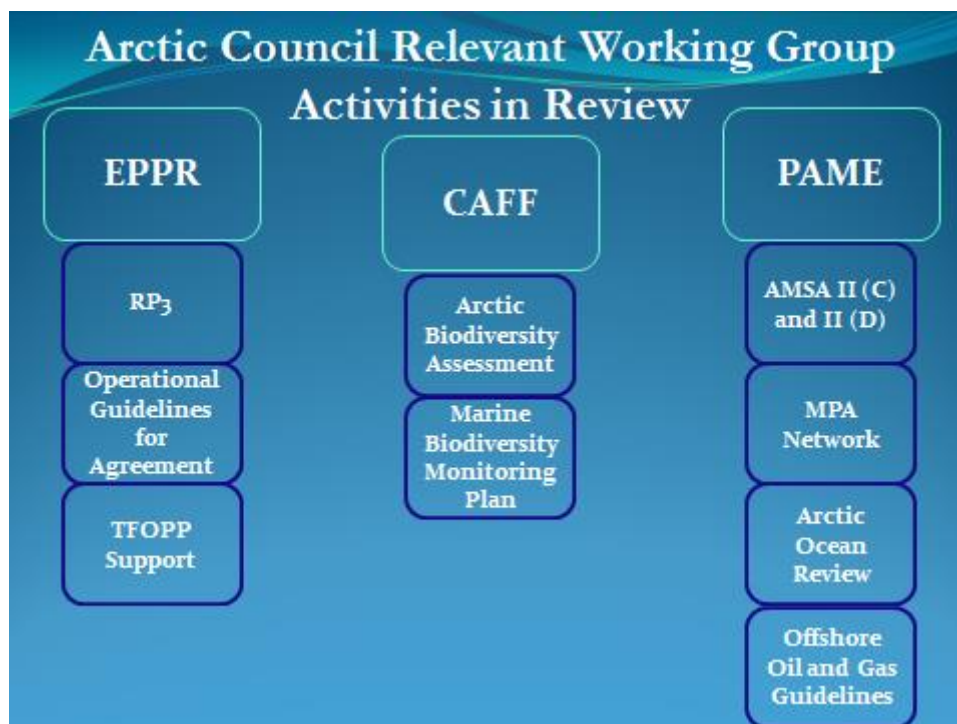 Arctic Council Relevant Working Group
Activities in Review
EPPR
RP3
Operational
Guidelines
for
Agreement
TFOPP
Support
CAFF
Arctic
Biodiversity
Assessment
Marine
Biodiversity
Monitoring
Plan
PAME
AMSA II (C)
and II (D)
MPA
Network
Arctic
Ocean
Review
Offshore
Oil and Gas
Guidelines